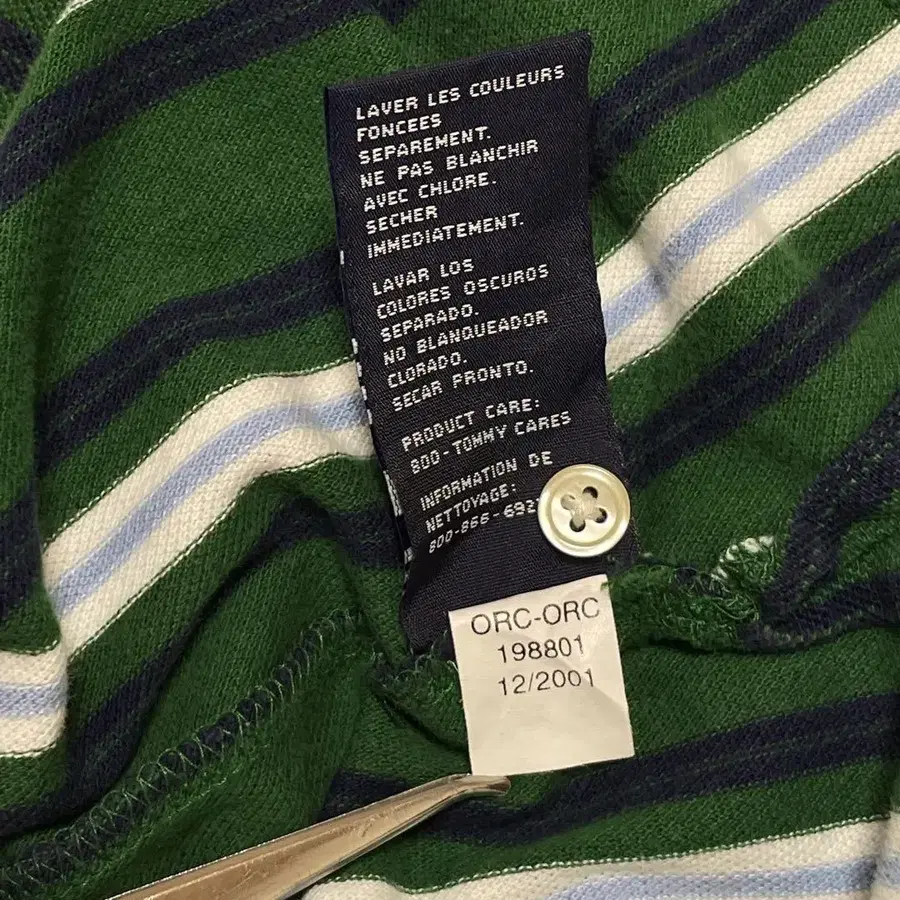 LAVER LES COULEURS
FONCEES
SEPAREMENT.
NE PAS BLANCHIR
AVEC CHLORE.
SECHER
IMMEDIATEMENT.
LAVAR LOS
COLORES OSCUROS
SEPARADO.
NO BLANQUEADOR
CLORADO.
SECAR PRONTO.
PRODUCT CARE:
800-TOMMY CARES
INFORMATION DE
NETTOYAGE:
ORC-ORC
198801
12/2001